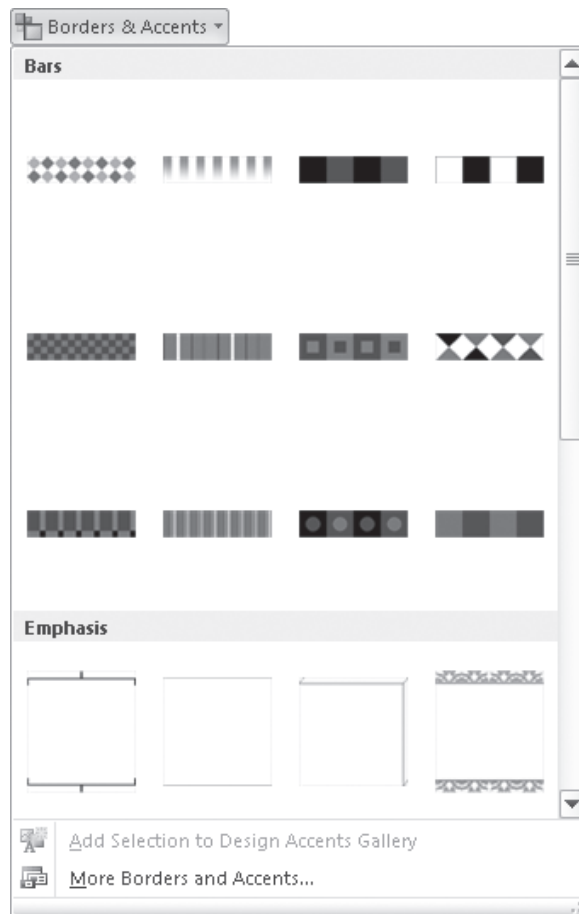 Borders & Accents
Bars
Emphasis
Add Selection to Design Accents Gallery
More Borders and Accents...